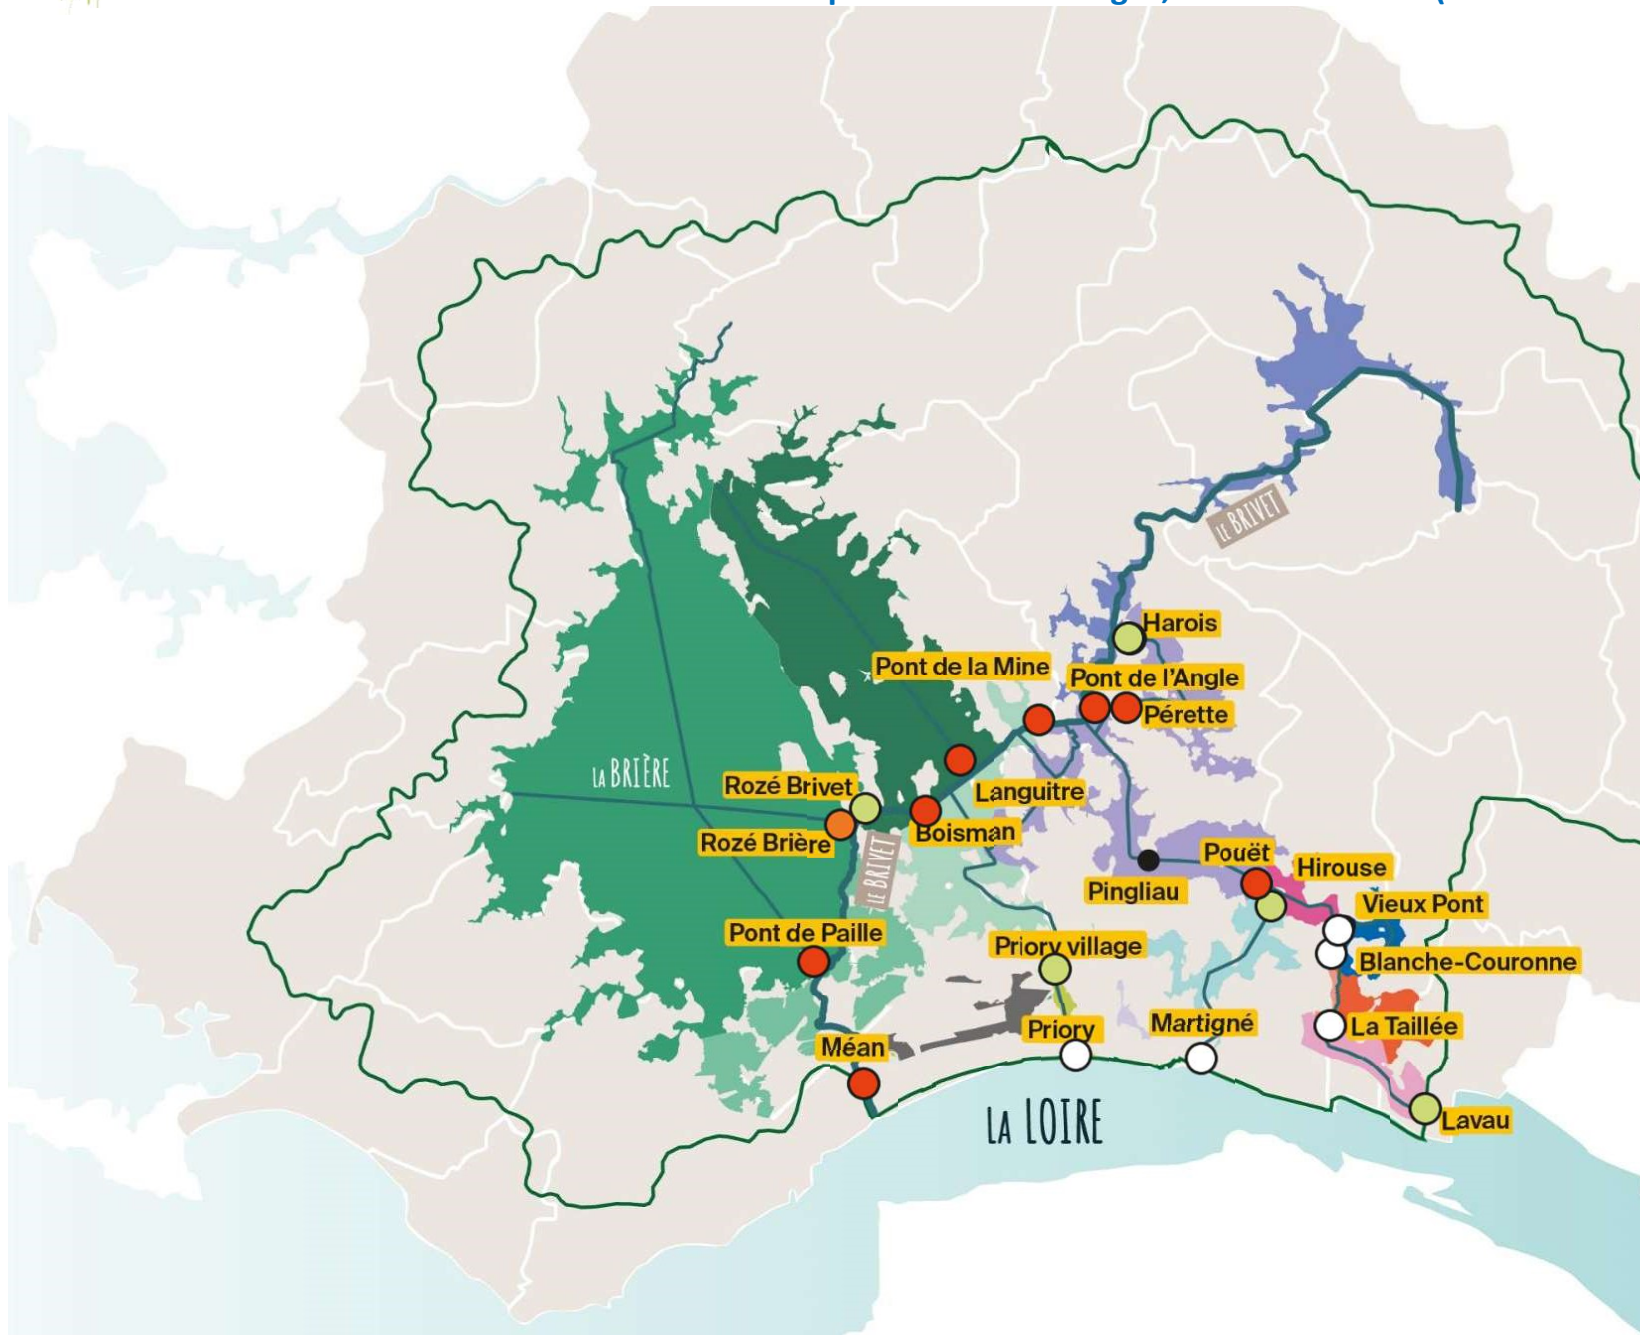 Harois
Pont de la Mine
Pont de l'Angle
Pérette
LE BRIVET
LA BRIÈRE
Rozé Brivet
Languitre
Rozé Brière
Boisman
LE BRIVET
Pouët
Hirouse
Pingliau
Vieux Pont
Pont de Paille
Priory village
Blanche-Couronne
Priory
Martigné
La Taillée
Méan
LA LOIRE
Lavau